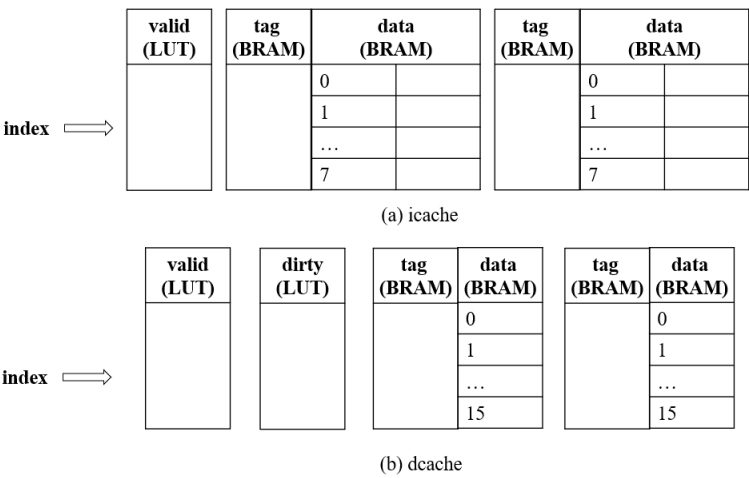 valid
(LUT)
tag
(BRAM)
data
(BRAM)
tag
(BRAM)
data
(BRAM)
index
0
1
…
7
0
1
…
7
(a) icache
valid
(LUT)
dirty
(LUT)
tag
(BRAM)
data
(BRAM)
tag
(BRAM)
data
(BRAM)
index
0
1
…
15
0
1
…
15
(b) dcache